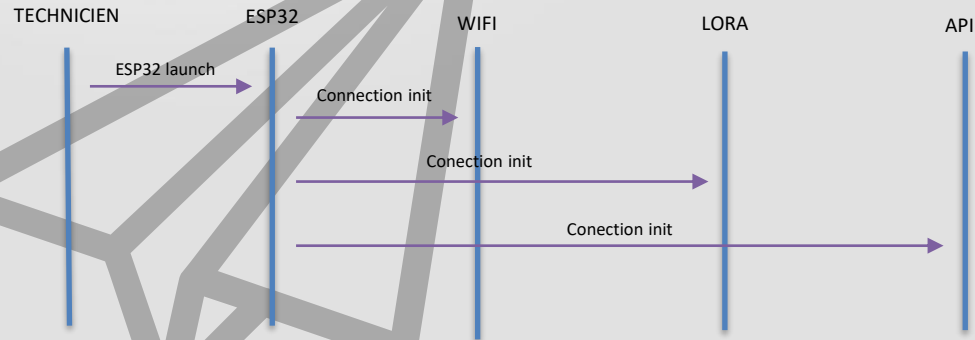 TECHNICIEN
ESP32
WIFI
LORA
API
ESP32 launch
Connection init
Conection init
Conection init